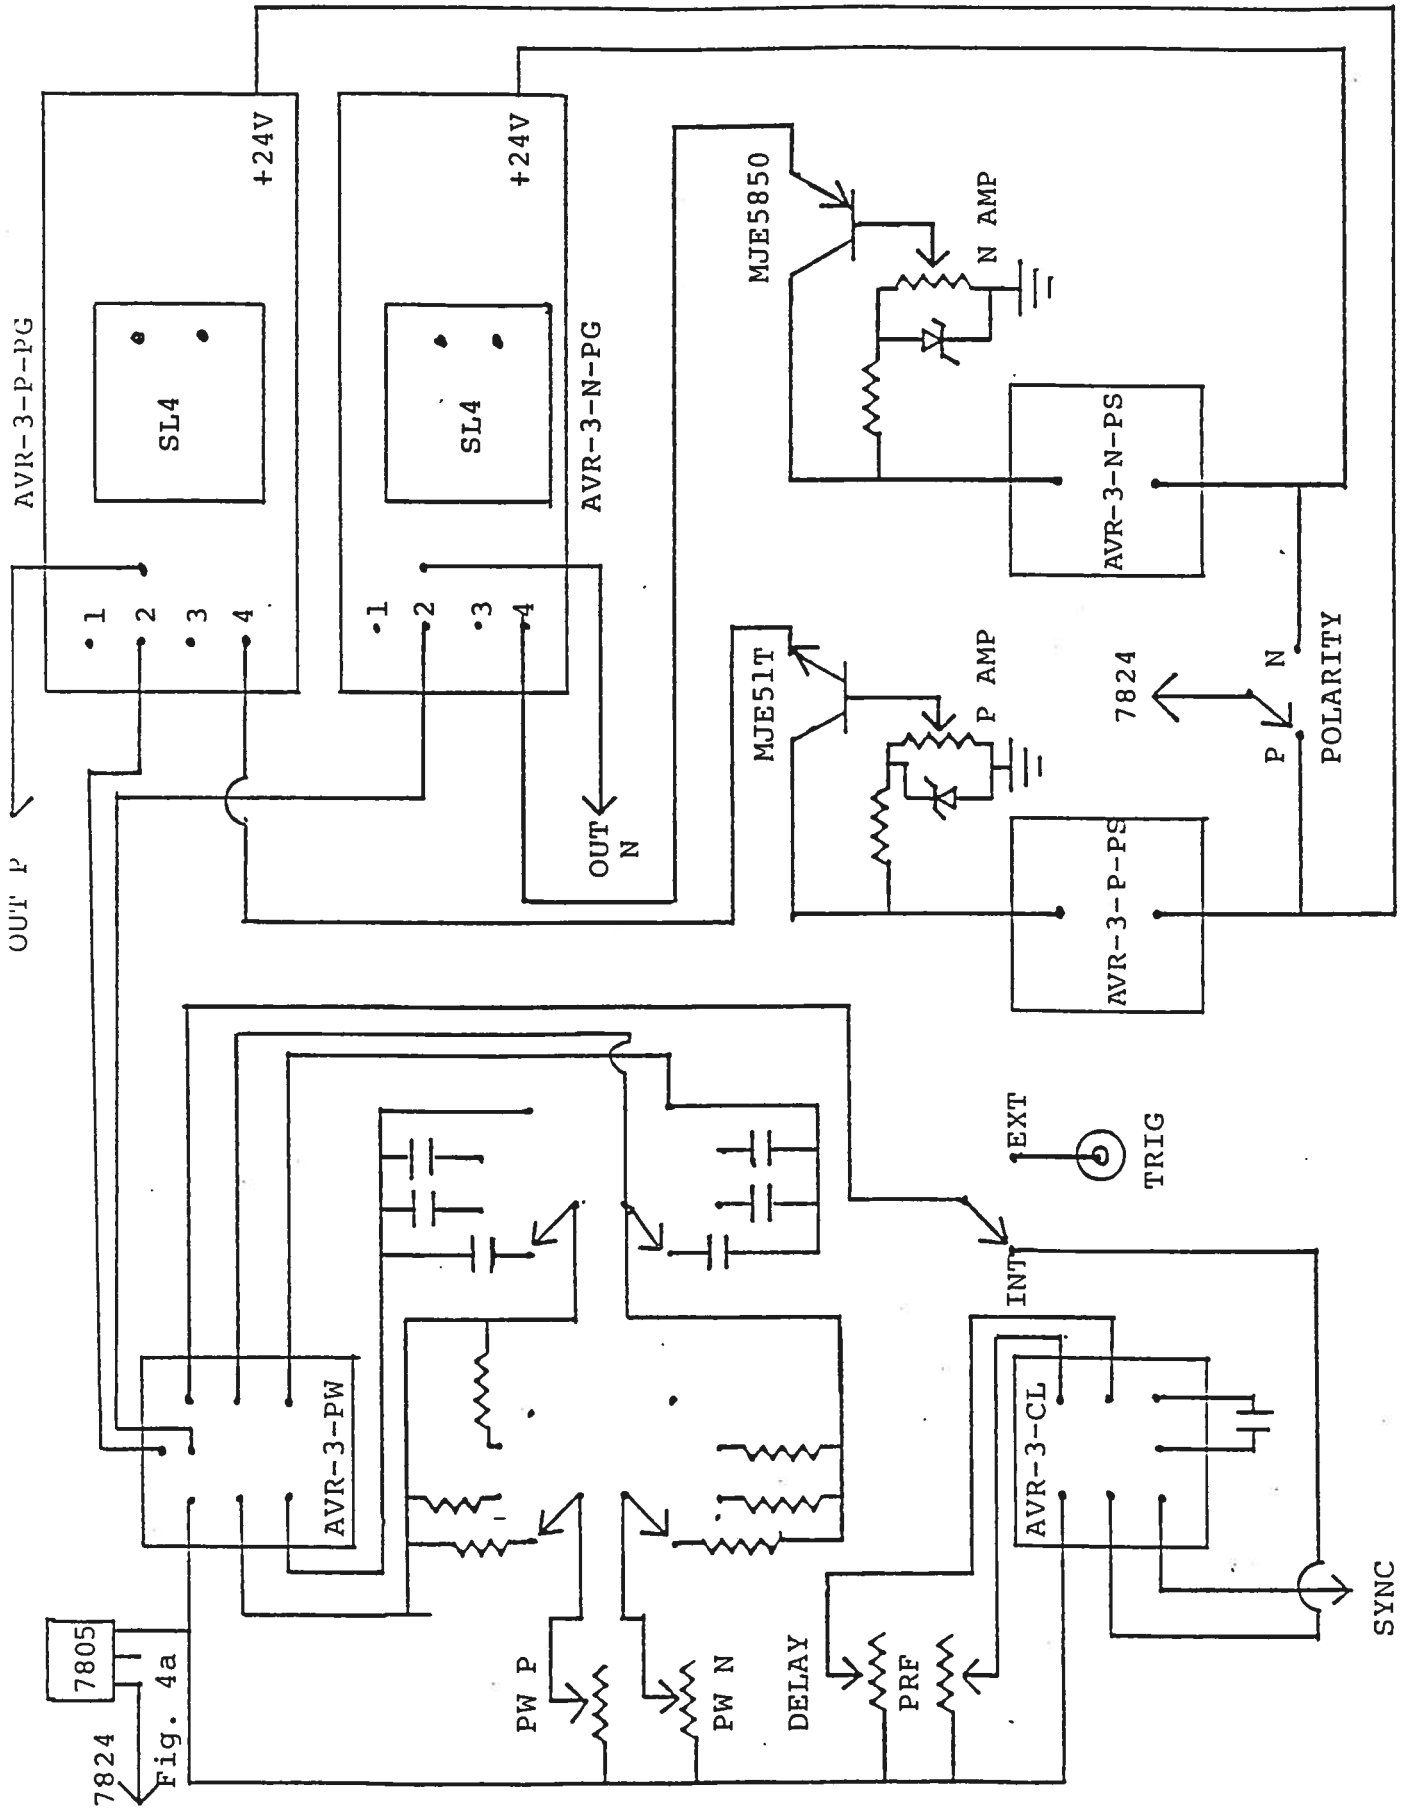 7824
7805
Fig. 4a
AVR-3-PW
PW P
PW N
DELAY
PRF
AVR-3-CL
SYNC
INT
EXT
TRIG
OUT P
AVR-3-P-PG
1
2
3
4
SL4
+24V
OUT
N
AVR-3-N-PG
1
2
3
4
SL4
+24V
MJE51T
P AMP
AVR-3-P-PS
MJE5850
N AMP
AVR-3-N-PS
7824
P
N
POLARITY